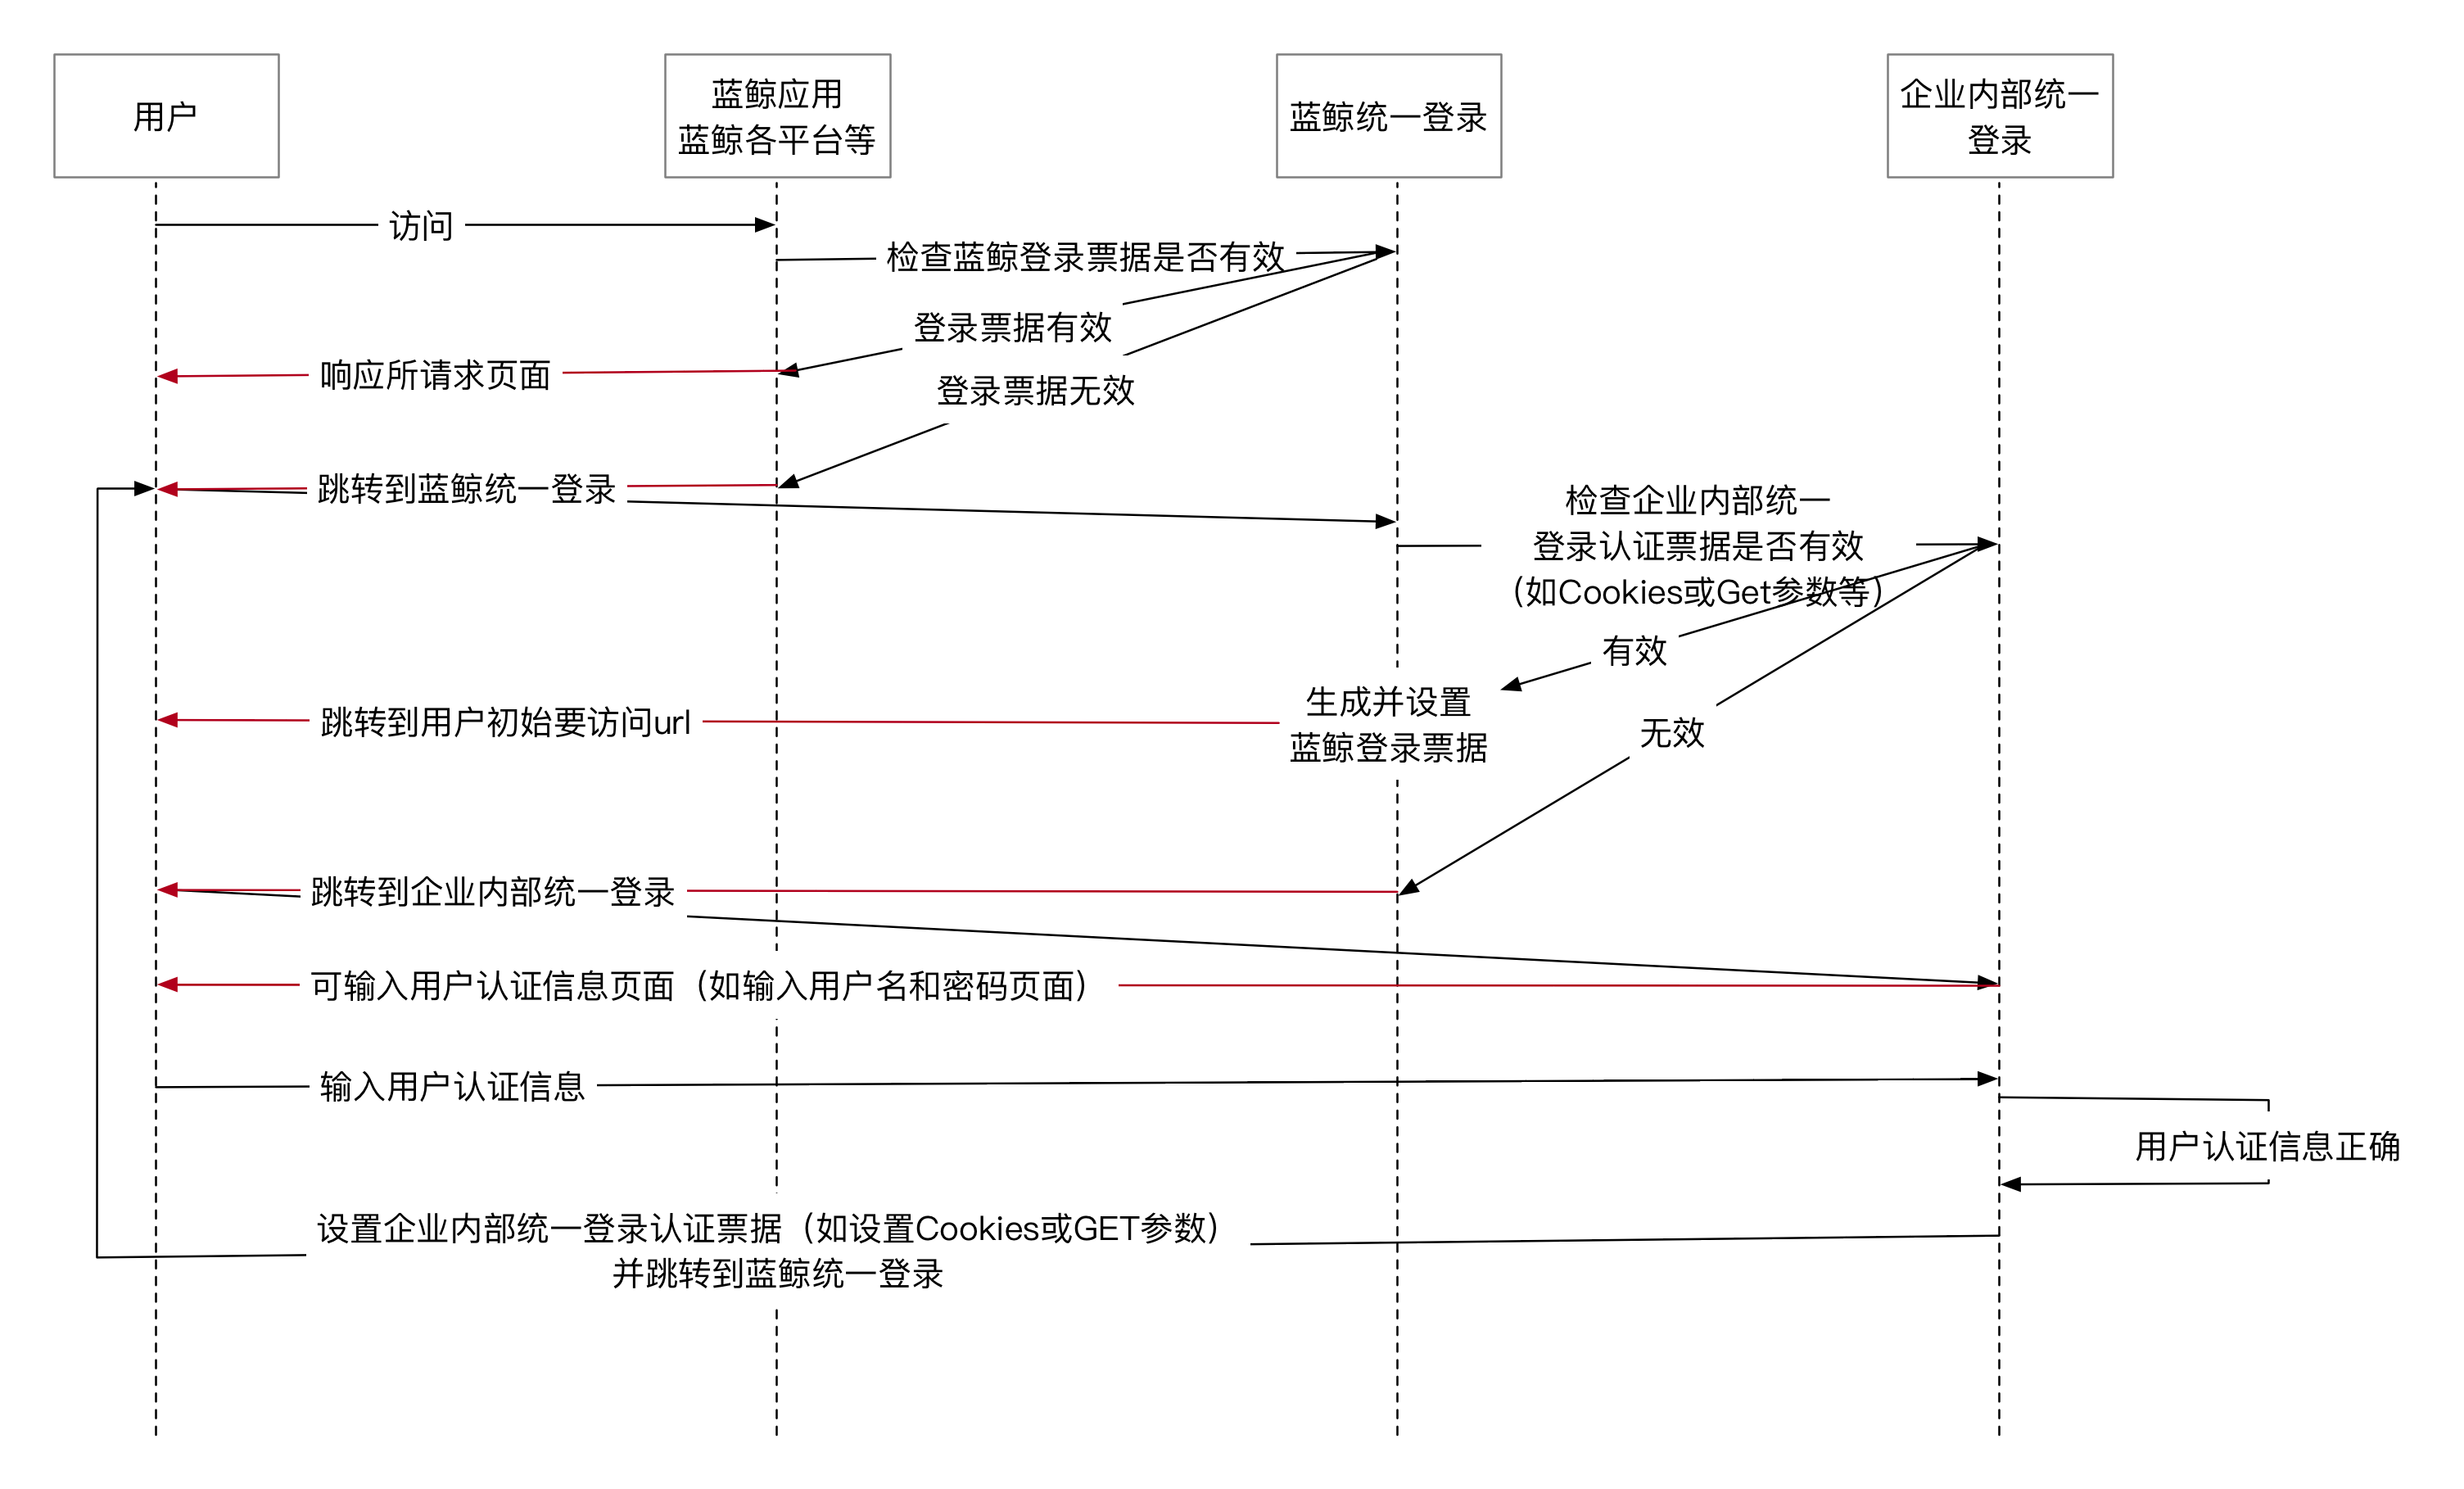 用户
蓝鲸应用
蓝鲸各平台等
蓝鲸统一登录
企业内部统一
登录
访问
检查蓝鲸登录票据是否有效
登录票据有效
响应所请求页面
登录票据无效
跳转到蓝鲸统一登录
检查企业内部统一
登录认证票据是否有效
（如Cookies或Get参数等）
有效
生成并设置
蓝鲸登录票据
跳转到用户初始要访问url
无效
跳转到企业内部统一登录
可输入用户认证信息页面（如输入用户名和密码页面）
输入用户认证信息
用户认证信息正确
设置企业内部统一登录认证票据（如设置Cookies或GET参数）
并跳转到蓝鲸统一登录